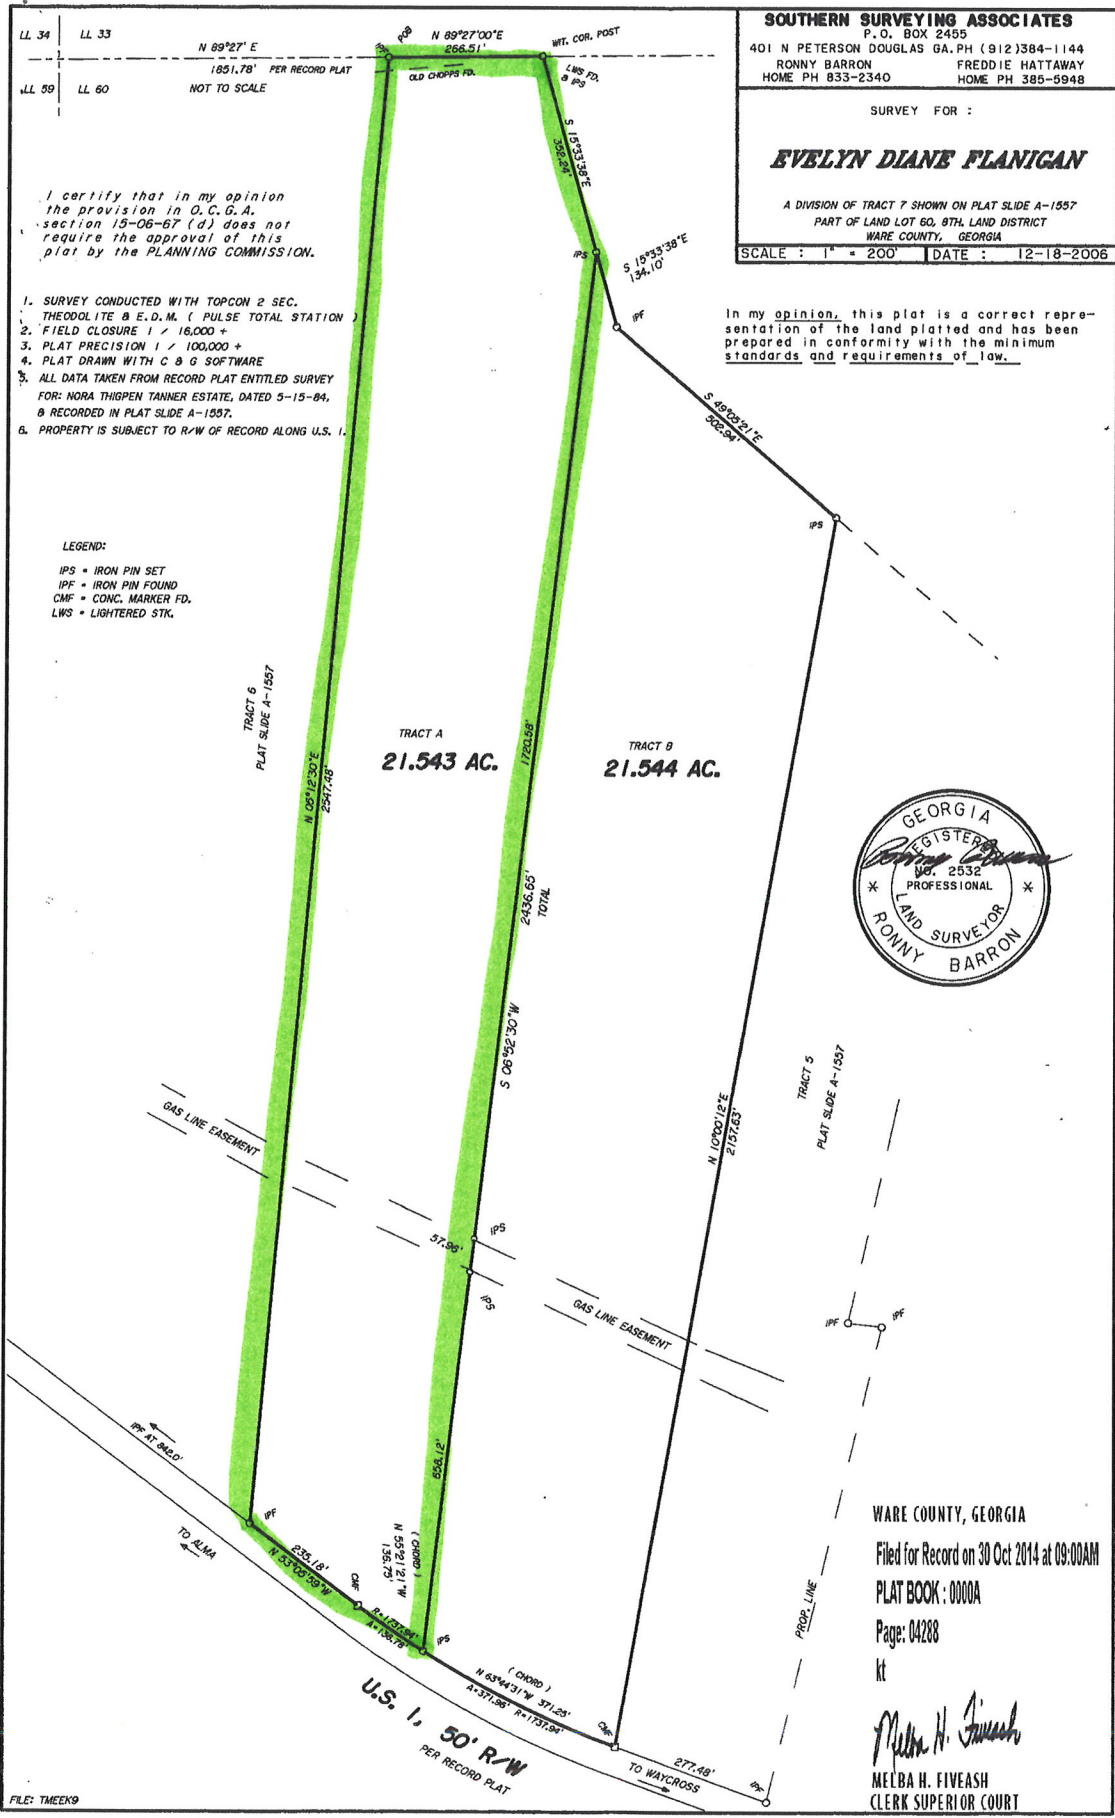 SOUTHERN SURVEYING ASSOCIATES
P.O. BOX 2455
401 N PETERSON DOUGLAS GA. PH (912)384-1144
RONNY BARRON FREDDIE HATTAWAY
HOME PH 833-2340 HOME PH 385-5948
SURVEY FOR :
EVELYN DIANE FLANIGAN
A DIVISION OF TRACT 7 SHOWN ON PLAT SLIDE A-1557
PART OF LAND LOT 60, 8TH. LAND DISTRICT
WARE COUNTY, GEORGIA
SCALE : 1" = 200' DATE : 12-18-2006
In my opinion, this plat is a correct repre-
sentation of the land platted and has been
prepared in conformity with the minimum
standards and requirements of law.
LL 34 LL 33
LL 59 LL 60
N 89°27' E
1651.78' PER RECORD PLAT
NOT TO SCALE
IPF
POB
N 89°27'00"E
266.51'
OLD CHOPPS FD.
WIT. COR. POST
LWS FD.
& IPS
S 15°33'38"E
352.24'
IPS
S 15°33'38"E
134.10'
IPF
S 49°05'21"E
502.94'
IPS
I certify that in my opinion
the provision in O.C.G.A.
section 15-06-67 (d) does not
require the approval of this
plat by the PLANNING COMMISSION.
1. SURVEY CONDUCTED WITH TOPCON 2 SEC.
THEODOLITE & E.D.M. ( PULSE TOTAL STATION )
2. FIELD CLOSURE 1 / 16,000 +
3. PLAT PRECISION 1 / 100,000 +
4. PLAT DRAWN WITH C & G SOFTWARE
5. ALL DATA TAKEN FROM RECORD PLAT ENTITLED SURVEY
FOR: NORA THIGPEN TANNER ESTATE, DATED 5-15-84,
& RECORDED IN PLAT SLIDE A-1557.
6. PROPERTY IS SUBJECT TO R/W OF RECORD ALONG U.S. 1.
LEGEND:
IPS = IRON PIN SET
IPF = IRON PIN FOUND
CMF = CONC. MARKER FD.
LWS = LIGHTERED STK.
TRACT 6
PLAT SLIDE A-1557
TRACT A
21.543 AC.
TRACT B
21.544 AC.
N 05°12'30"E
2547.48'
1720.58'
2436.65'
TOTAL
S 06°52'30"W
GEORGIA
REGISTERED
NO. 2532
PROFESSIONAL
LAND SURVEYOR
RONNY BARRON
TRACT 5
PLAT SLIDE A-1557
N 10°00'12"E
2157.63'
GAS LINE EASEMENT
57.96'
IPS
IPS
GAS LINE EASEMENT
IPF
IPF
658.12'
IPF AT 842.0'
TO ALMA
IPF
235.18'
N 53°05'59"W
CMF
( CHORD )
N 55°21'21"W
136.75'
R=1737.94'
A=136.78'
IPS
( CHORD )
N 63°44'31"W 371.25'
A=371.96' R=1737.94'
CMF
U.S. 1, 50' R/W
PER RECORD PLAT
277.48'
TO WAYCROSS
IPF
PROP. LINE
WARE COUNTY, GEORGIA
Filed for Record on 30 Oct 2014 at 09:00AM
PLAT BOOK : 0000A
Page: 04288
kt
Melba H. Fiveash
MELBA H. FIVEASH
CLERK SUPERIOR COURT
FILE: TMEEK9